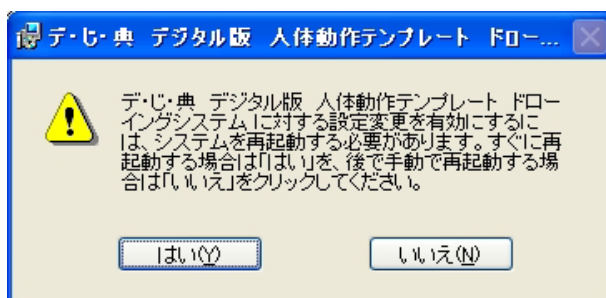 デ・じ・典 デジタル版 人体動作テンプレート ドロー...
デ・じ・典 デジタル版 人体動作テンプレート ドロー
イングシステム に対する設定変更を有効にするに
は、システムを再起動する必要があります。すぐに再
起動する場合は「はい」を、後で手動で再起動する場
合は「いいえ」をクリックしてください。
はい(Y)
いいえ(N)